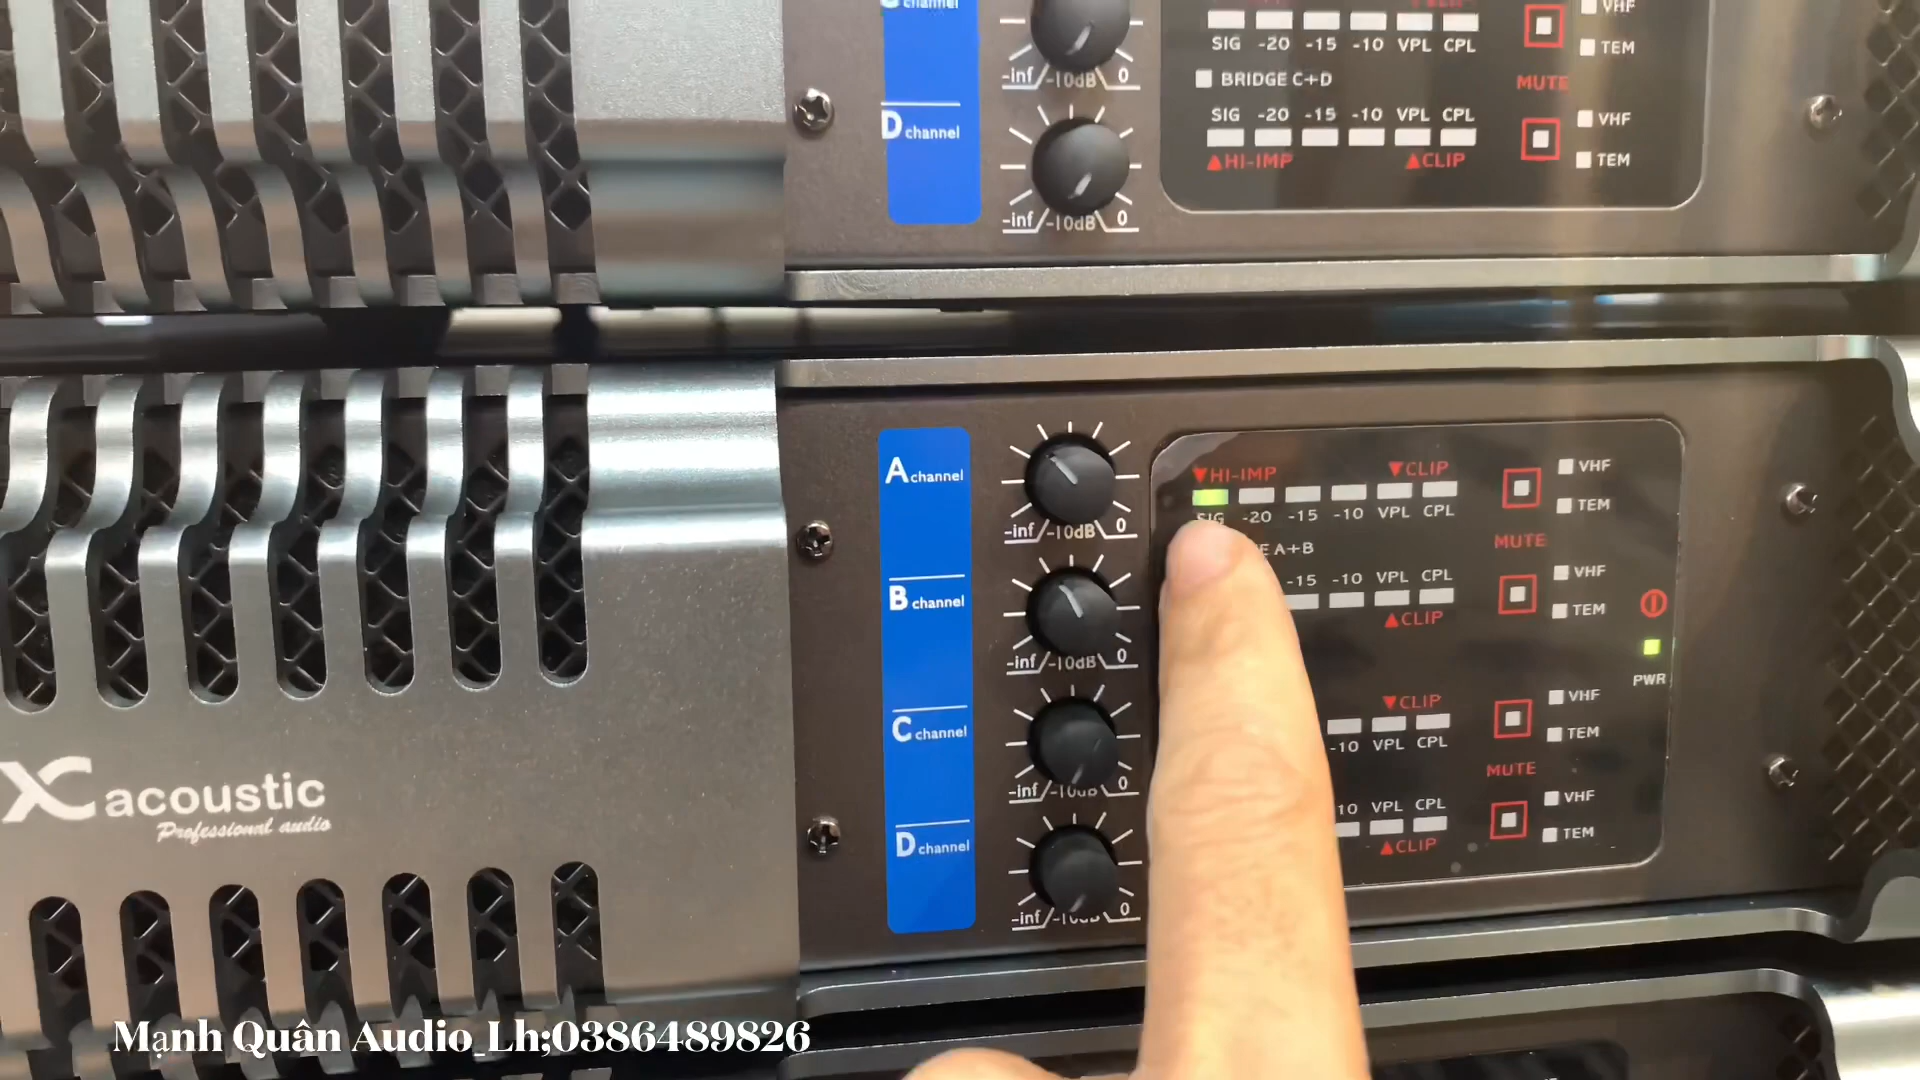 channel
-inf -10dB 0
SIG -20 -15 -10 VPL CPL
VHF
TEM
BRIDGE C+D
MUTE
D channel
-inf -10dB 0
SIG -20 -15 -10 VPL CPL
▲HI-IMP ▲CLIP
VHF
TEM
A channel
-inf -10dB 0
▼HI-IMP ▼CLIP
SIG -20 -15 -10 VPL CPL
VHF
TEM
A+B
MUTE
B channel
-inf -10dB 0
-15 -10 VPL CPL
▲CLIP
VHF
TEM
PWR
C channel
-inf 0
▼CLIP
-10 VPL CPL
VHF
TEM
MUTE
D channel
-inf 0
10 VPL CPL
▲CLIP
VHF
TEM
XC acoustic
Professional audio
Mạnh Quân Audio_Lh;0386489826